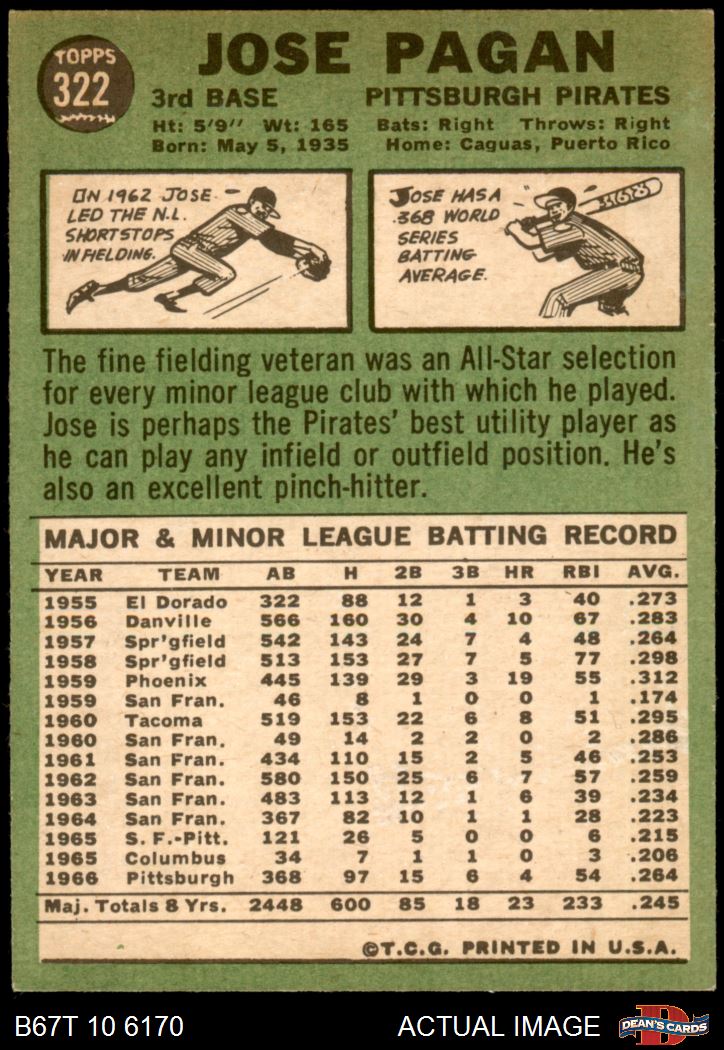 TOPPS
322
JOSE PAGAN
3rd BASE PITTSBURGH PIRATES
Ht: 5'9" Wt: 165 Bats: Right Throws: Right
Born: May 5, 1935 Home: Caguas, Puerto Rico
IN 1962 JOSE
LED THE N.L.
SHORTSTOPS
IN FIELDING.
JOSE HAS A
.368 WORLD
SERIES
BATTING
AVERAGE.
The fine fielding veteran was an All-Star selection
for every minor league club with which he played.
Jose is perhaps the Pirates' best utility player as
he can play any infield or outfield position. He's
also an excellent pinch-hitter.
MAJOR & MINOR LEAGUE BATTING RECORD
YEAR TEAM AB H 2B 3B HR RBI AVG.
1955 El Dorado 322 88 12 1 3 40 .273
1956 Danville 566 160 30 4 10 67 .283
1957 Spr'gfield 542 143 24 7 4 48 .264
1958 Spr'gfield 513 153 27 7 5 77 .298
1959 Phoenix 445 139 29 3 19 55 .312
1959 San Fran. 46 8 1 0 0 1 .174
1960 Tacoma 519 153 22 6 8 51 .295
1960 San Fran. 49 14 2 2 0 2 .286
1961 San Fran. 434 110 15 2 5 46 .253
1962 San Fran. 580 150 25 6 7 57 .259
1963 San Fran. 483 113 12 1 6 39 .234
1964 San Fran. 367 82 10 1 1 28 .223
1965 S. F.-Pitt. 121 26 5 0 0 6 .215
1965 Columbus 34 7 1 1 0 3 .206
1966 Pittsburgh 368 97 15 6 4 54 .264
Maj. Totals 8 Yrs. 2448 600 85 18 23 233 .245
©T.C.G. PRINTED IN U.S.A.
B67T 10 6170 ACTUAL IMAGE
DEAN'S CARDS